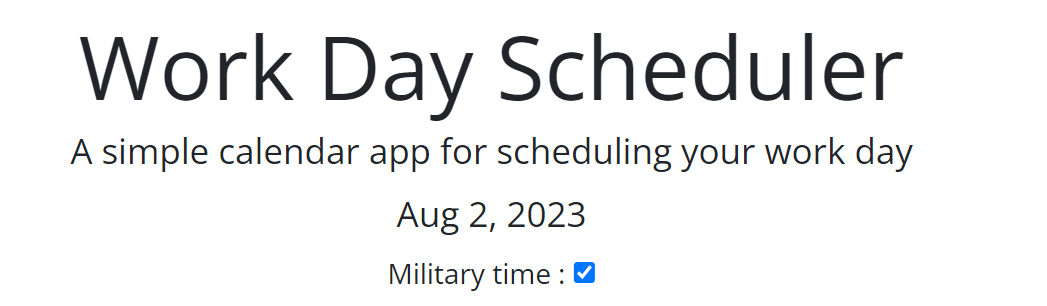 Work Day Scheduler
A simple calendar app for scheduling your work day
Aug 2, 2023
Military time :